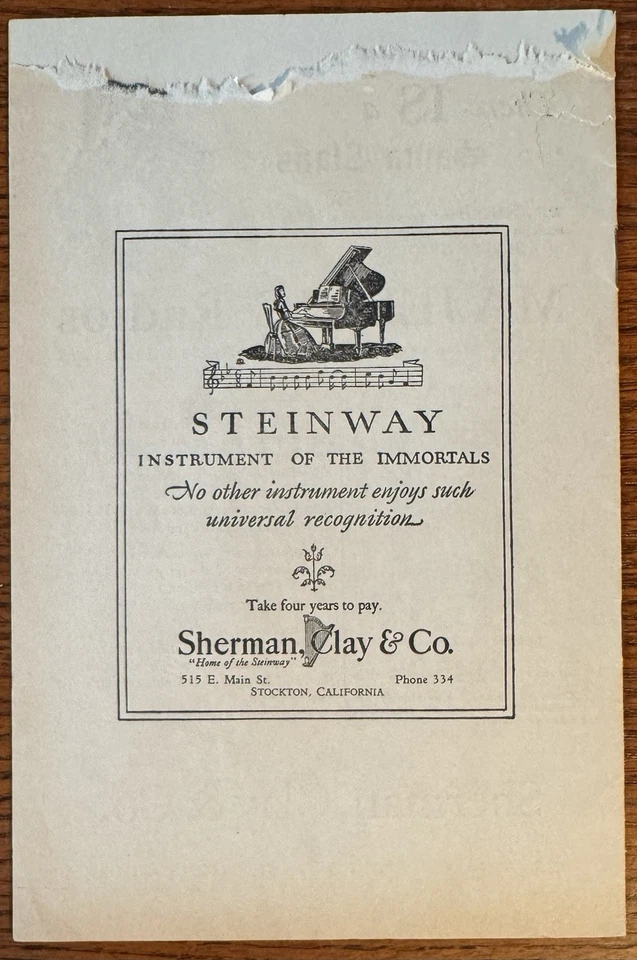 STEINWAY
INSTRUMENT OF THE IMMORTALS
No other instrument enjoys such
universal recognition
Take four years to pay.
Sherman, Clay & Co.
"Home of the Steinway"
515 E. Main St. Phone 334
STOCKTON, CALIFORNIA